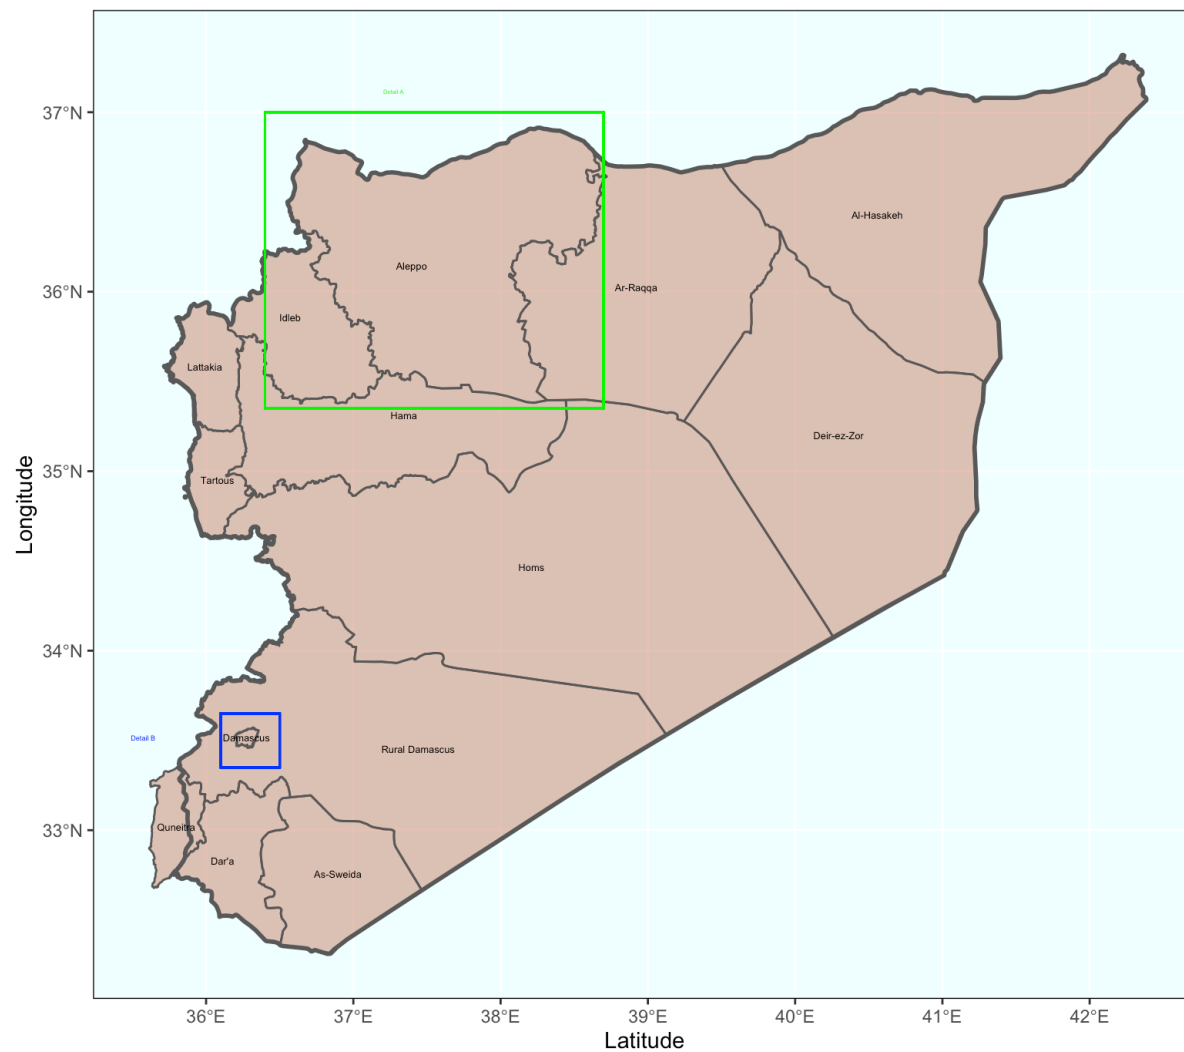 Detail A
37°N
Al-Hasakeh
Aleppo
Ar-Raqqa
36°N
Idleb
Lattakia
Hama
Deir-ez-Zor
35°N
Tartous
Longitude
Homs
34°N
Detail B
Damascus
Rural Damascus
33°N
Quneitra
Dar'a
As-Sweida
36°E 37°E 38°E 39°E 40°E 41°E 42°E
Latitude